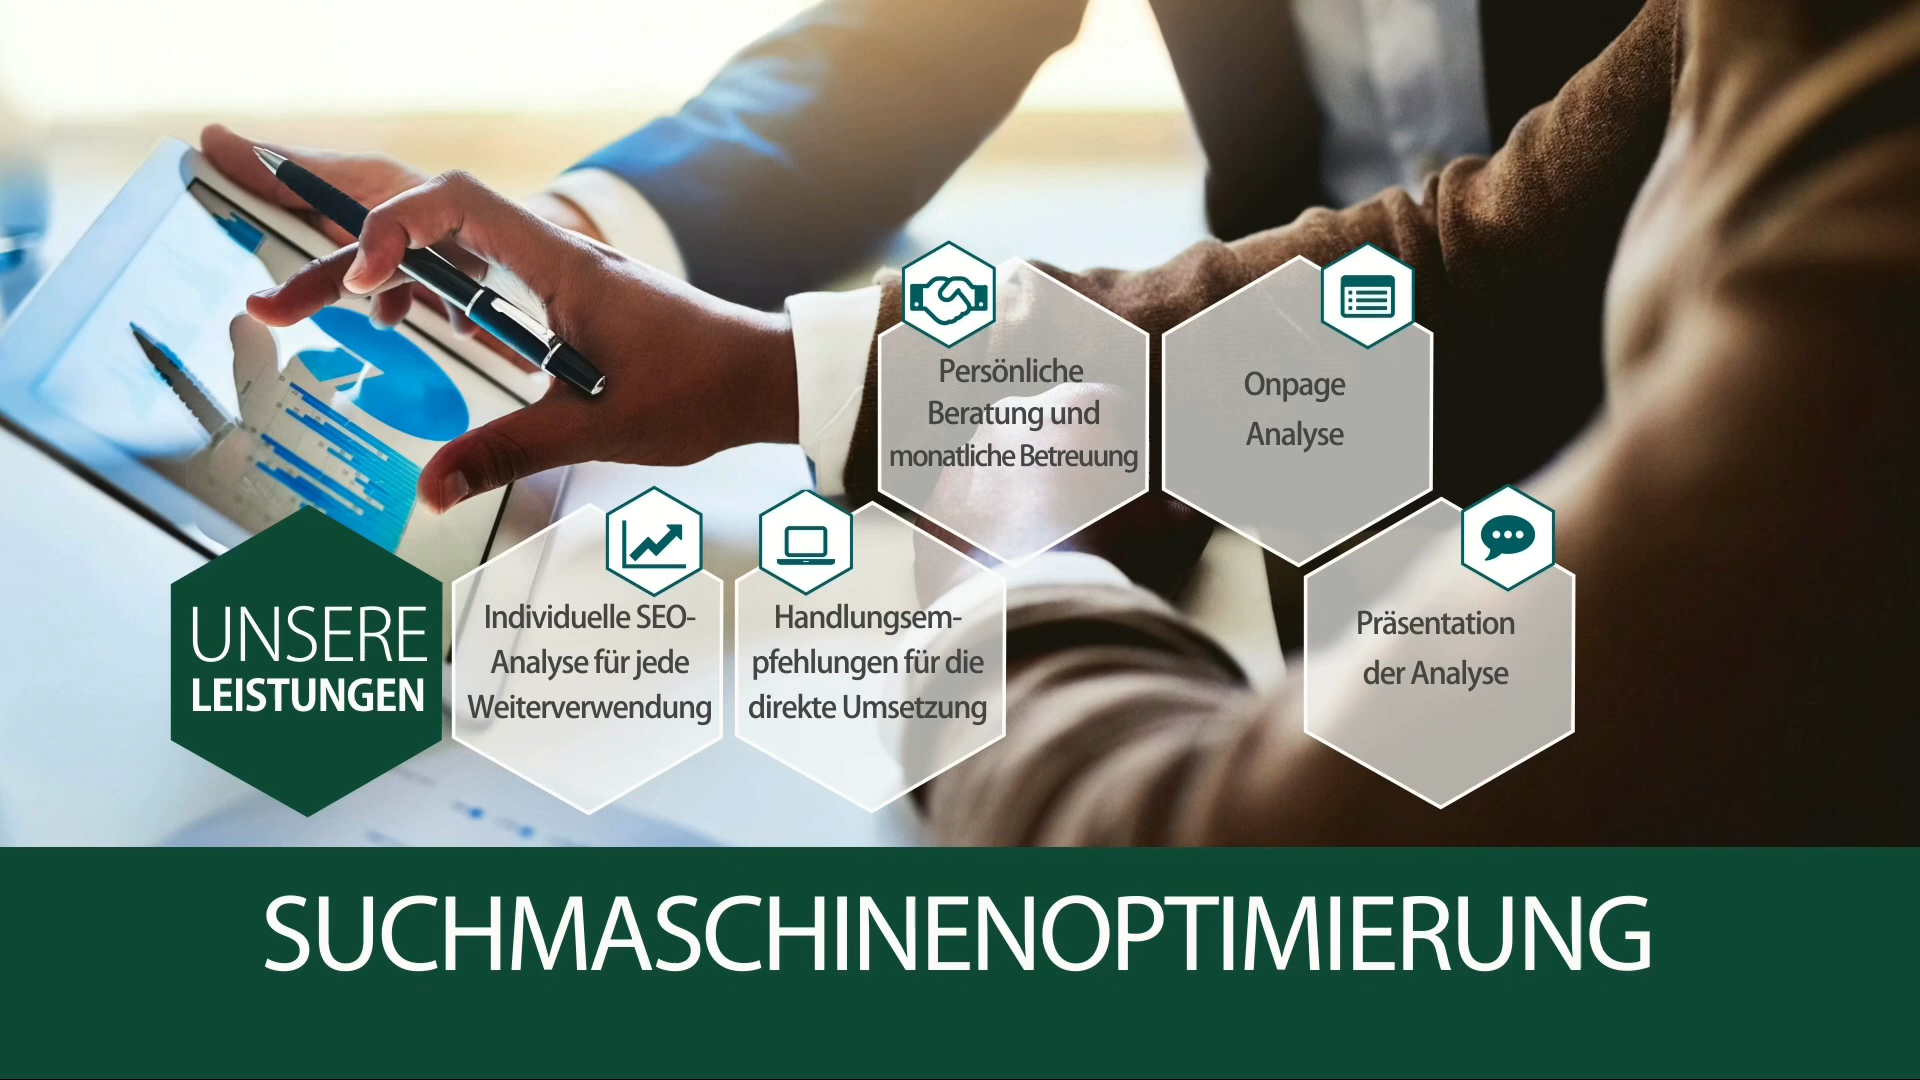 Persönliche
Beratung und
monatliche Betreuung
Onpage
Analyse
UNSERE
LEISTUNGEN
Individuelle SEO-
Analyse für jede
Weiterverwendung
Handlungsem-
pfehlungen für die
direkte Umsetzung
Präsentation
der Analyse
SUCHMASCHINENOPTIMIERUNG